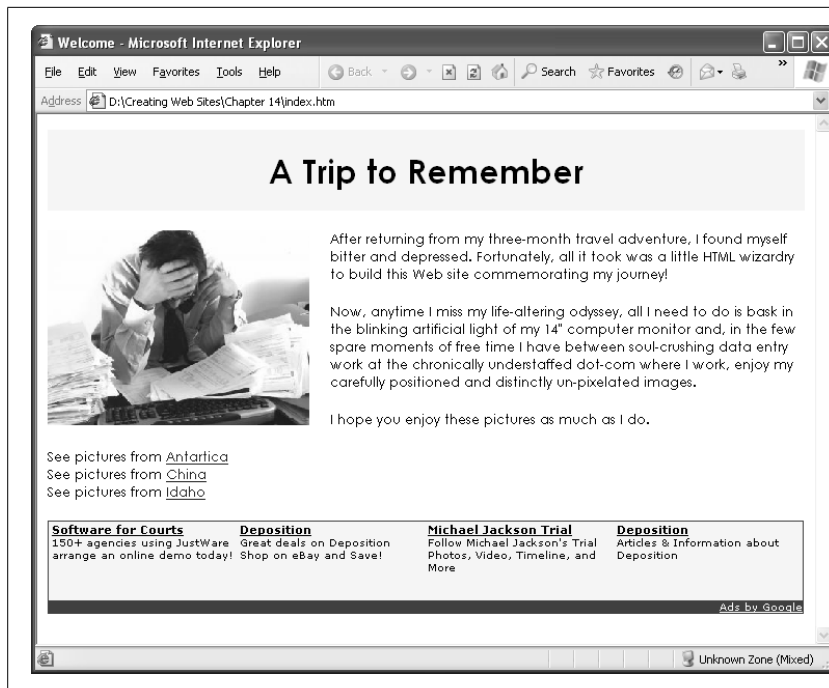 Welcome - Microsoft Internet Explorer
File Edit View Favorites Tools Help Back Search Favorites »
Address D:\Creating Web Sites\Chapter 14\index.htm
A Trip to Remember
After returning from my three-month travel adventure, I found myself
bitter and depressed. Fortunately, all it took was a little HTML wizardry
to build this Web site commemorating my journey!
Now, anytime I miss my life-altering odyssey, all I need to do is bask in
the blinking artificial light of my 14" computer monitor and, in the few
spare moments of free time I have between soul-crushing data entry
work at the chronically understaffed dot-com where I work, enjoy my
carefully positioned and distinctly un-pixelated images.
I hope you enjoy these pictures as much as I do.
See pictures from Antartica
See pictures from China
See pictures from Idaho
Software for Courts
150+ agencies using JustWare
arrange an online demo today!
Deposition
Great deals on Deposition
Shop on eBay and Save!
Michael Jackson Trial
Follow Michael Jackson's Trial
Photos, Video, Timeline, and
More
Deposition
Articles & Information about
Deposition
Ads by Google
Unknown Zone (Mixed)